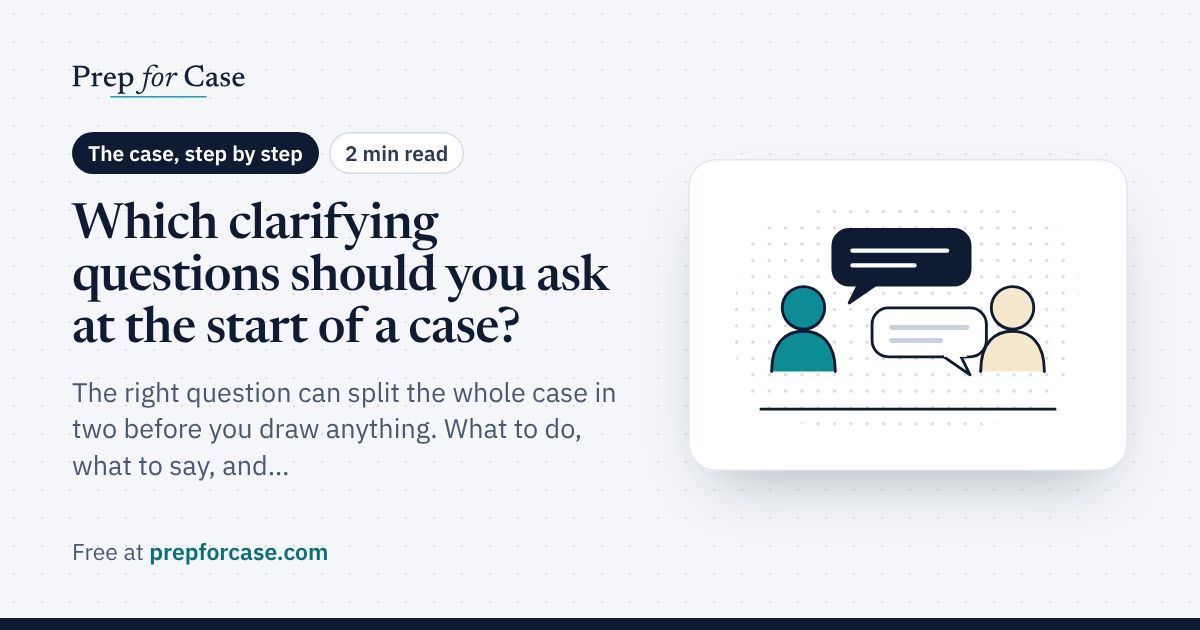 Prep for Case
The case, step by step
2 min read
Which clarifying
questions should you ask
at the start of a case?
The right question can split the whole case in
two before you draw anything. What to do,
what to say, and...
Free at prepforcase.com